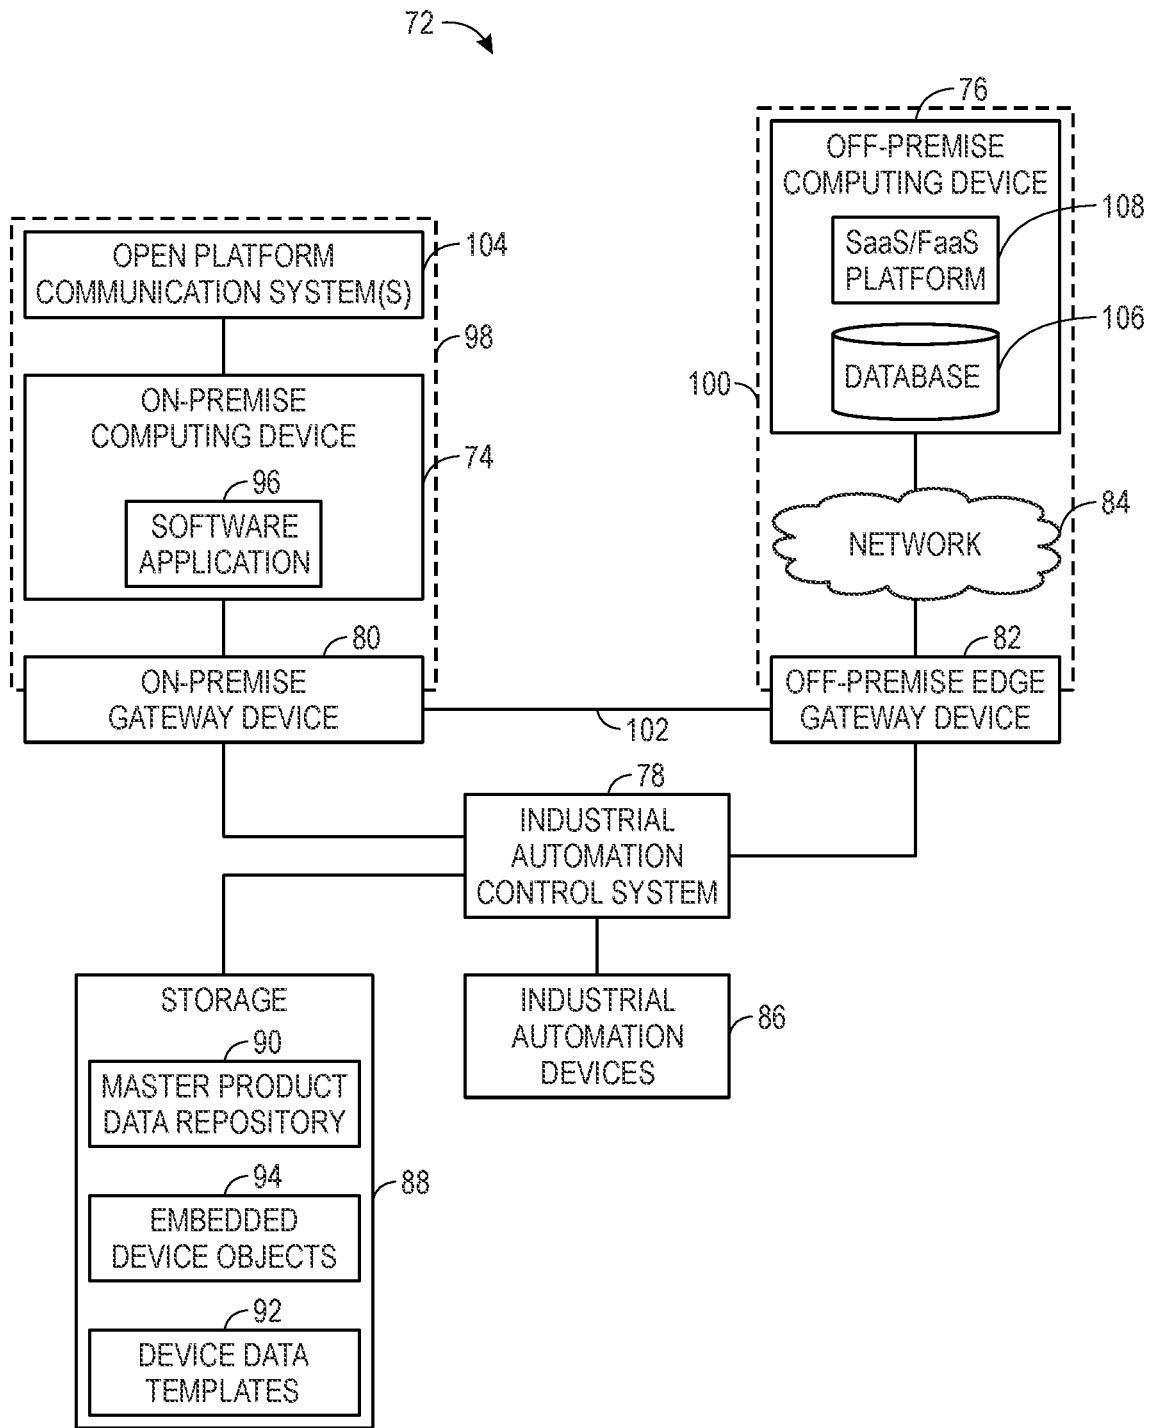 72
76
OFF-PREMISE
COMPUTING DEVICE
108
SaaS/FaaS
PLATFORM
106
DATABASE
100
104
OPEN PLATFORM
COMMUNICATION SYSTEM(S)
98
ON-PREMISE
COMPUTING DEVICE
74
96
SOFTWARE
APPLICATION
84
NETWORK
80
ON-PREMISE
GATEWAY DEVICE
82
OFF-PREMISE EDGE
GATEWAY DEVICE
102
78
INDUSTRIAL
AUTOMATION
CONTROL SYSTEM
INDUSTRIAL
AUTOMATION
DEVICES
86
STORAGE
90
MASTER PRODUCT
DATA REPOSITORY
94
88
EMBEDDED
DEVICE OBJECTS
92
DEVICE DATA
TEMPLATES